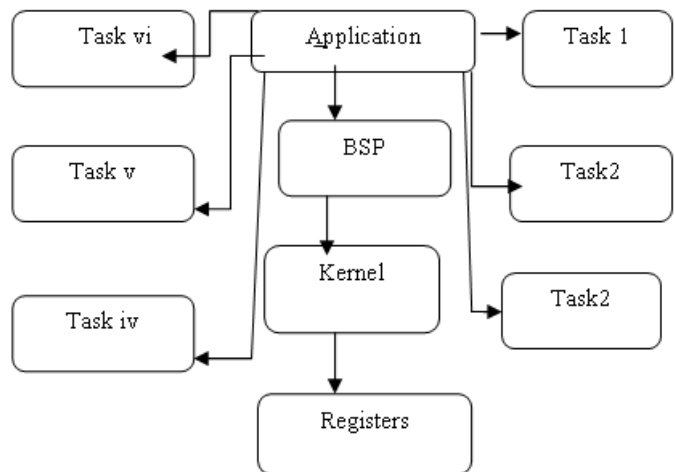 Task vi
Application
Task 1
BSP
Task v
Task2
Kernel
Task2
Task iv
Registers